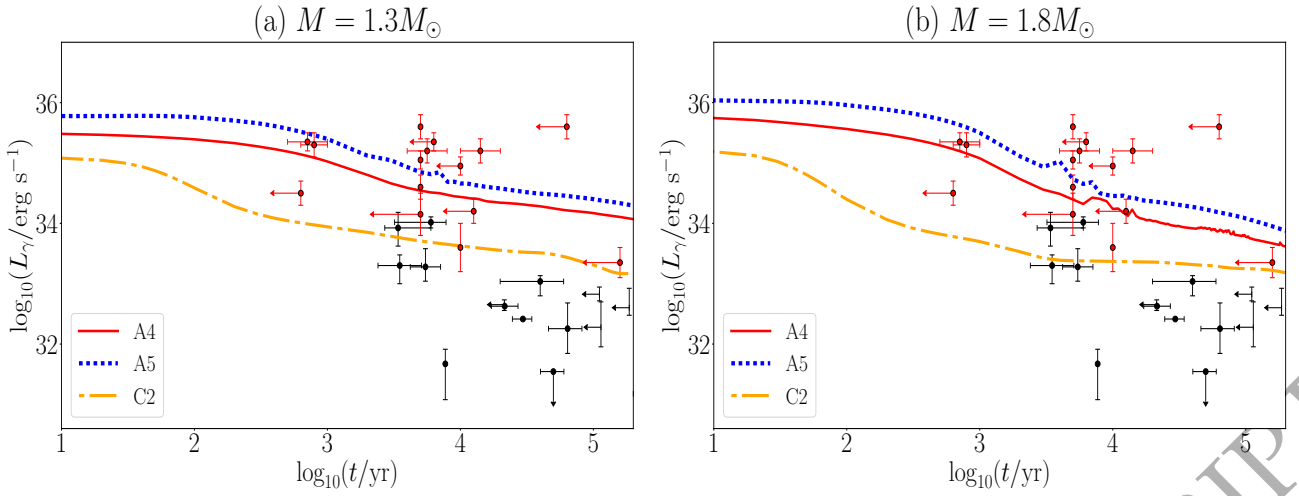 (a) M = 1.3M⊙
(b) M = 1.8M⊙
log₁₀(Lγ/erg s⁻¹)
36
34
32
A4
A5
C2
1
2
3
4
5
log₁₀(t/yr)
log₁₀(Lγ/erg s⁻¹)
36
34
32
A4
A5
C2
1
2
3
4
5
log₁₀(t/yr)